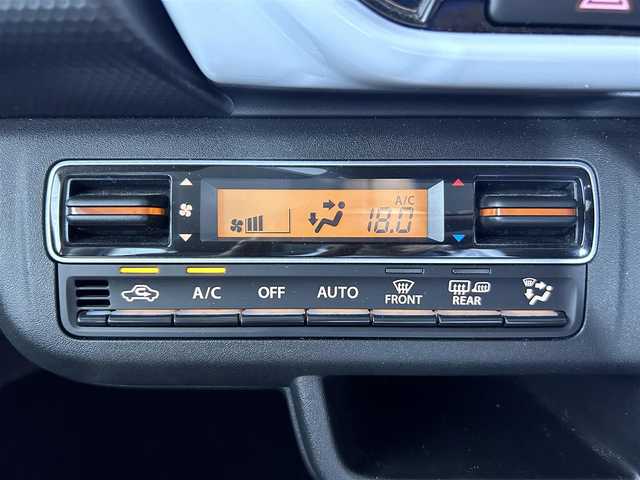 A/C
18.0
A/C
OFF
AUTO
FRONT
REAR